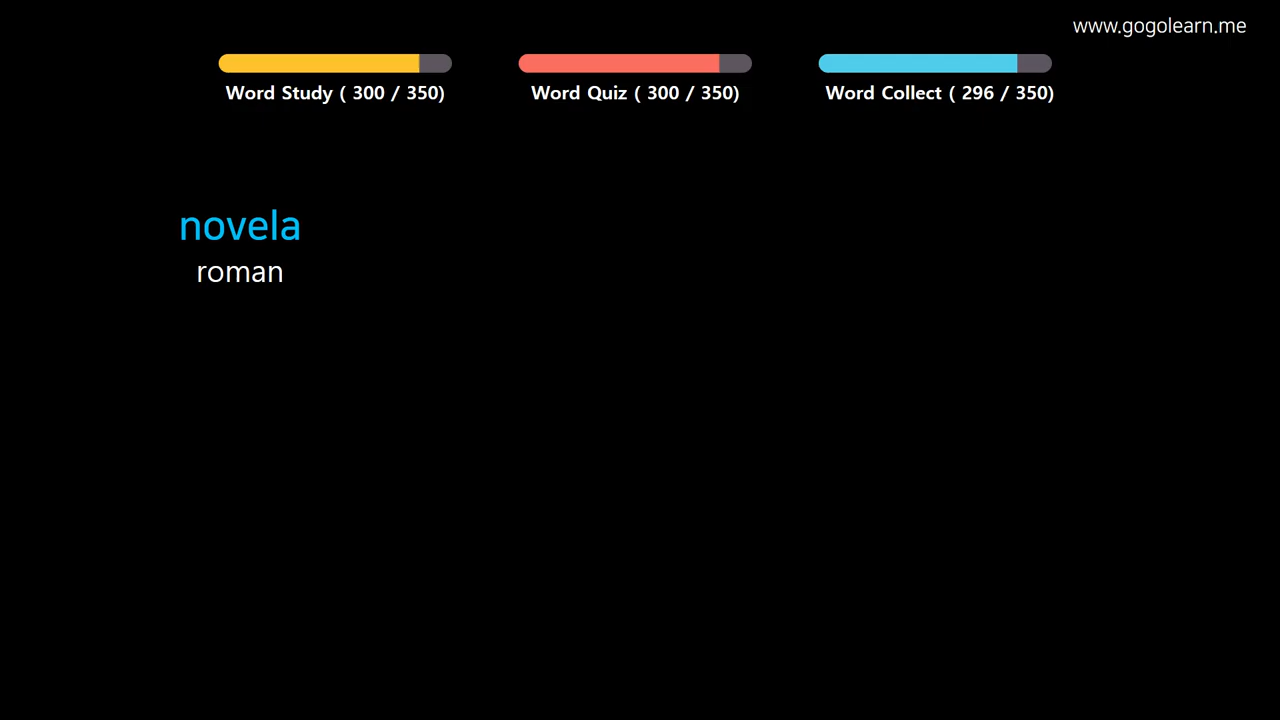 www.gogolearn.me
Word Study ( 300 / 350)
Word Quiz ( 300 / 350)
Word Collect ( 296 / 350)
novela
roman